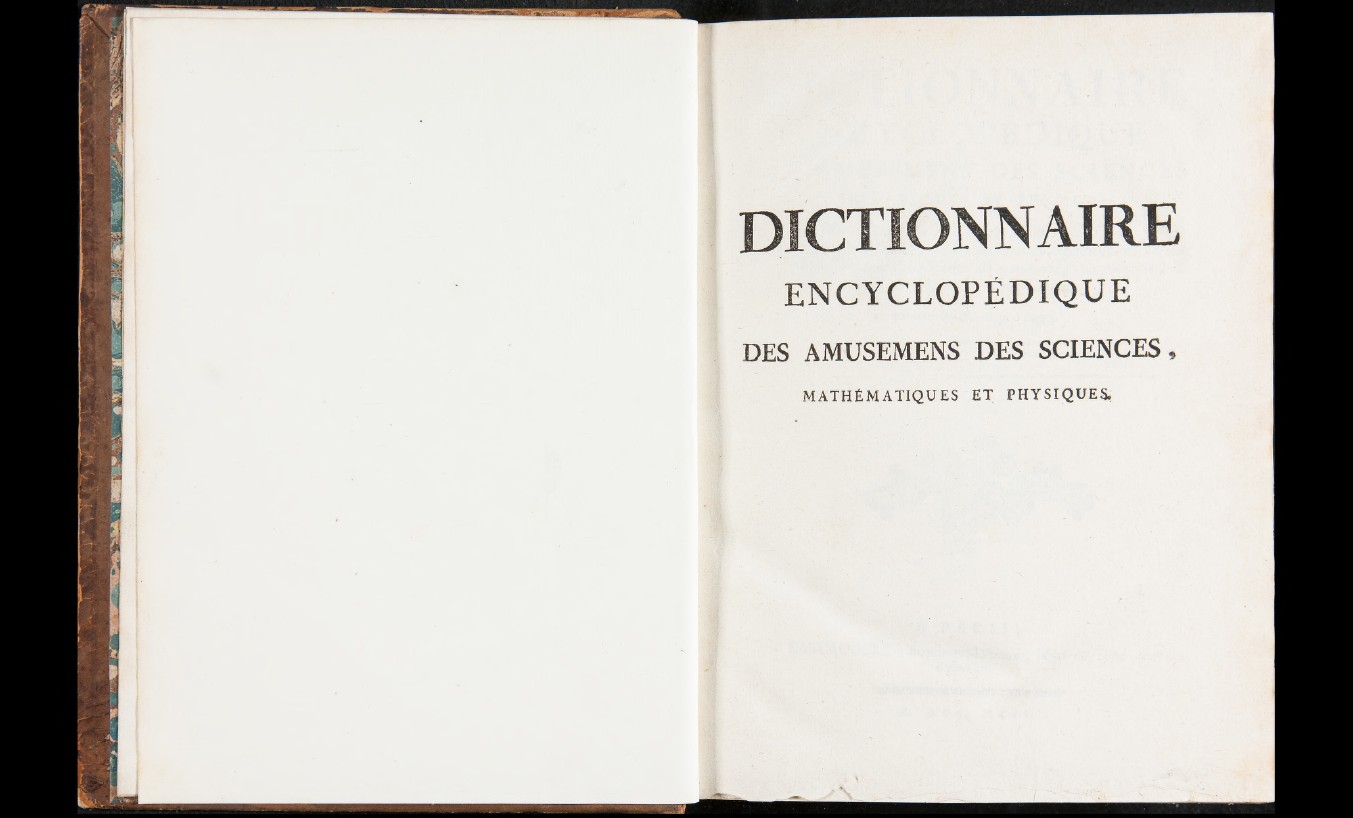 DICTIONNAIRE
ENCYCLOPÉDIQUE
DES AMUSEMENS DES SCIENCES,
MATHÉMATIQUES ET PHYSIQUES.